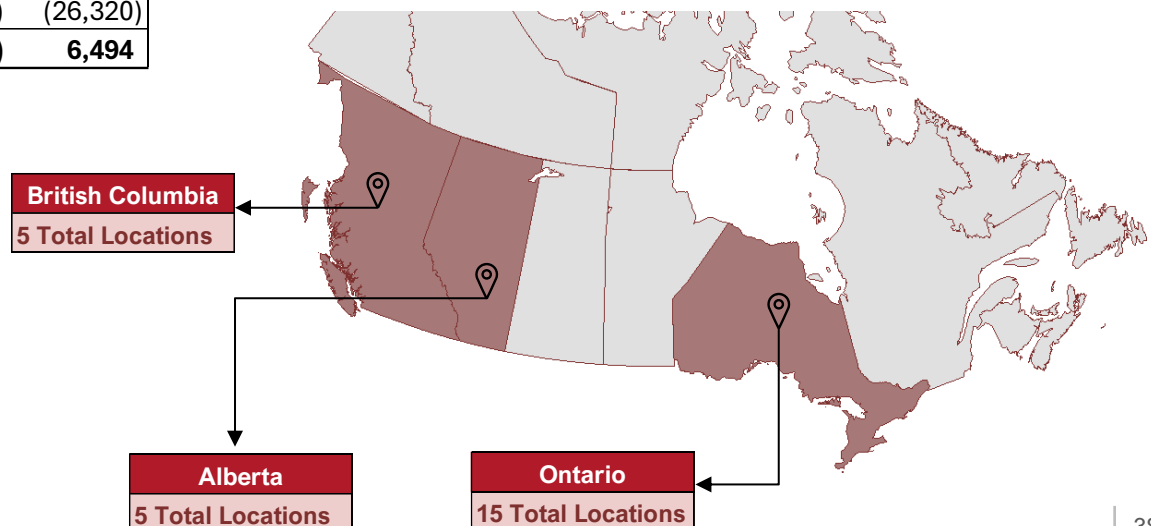 ) (26,320)
) 6,494
British Columbia
5 Total Locations
Alberta
5 Total Locations
Ontario
15 Total Locations